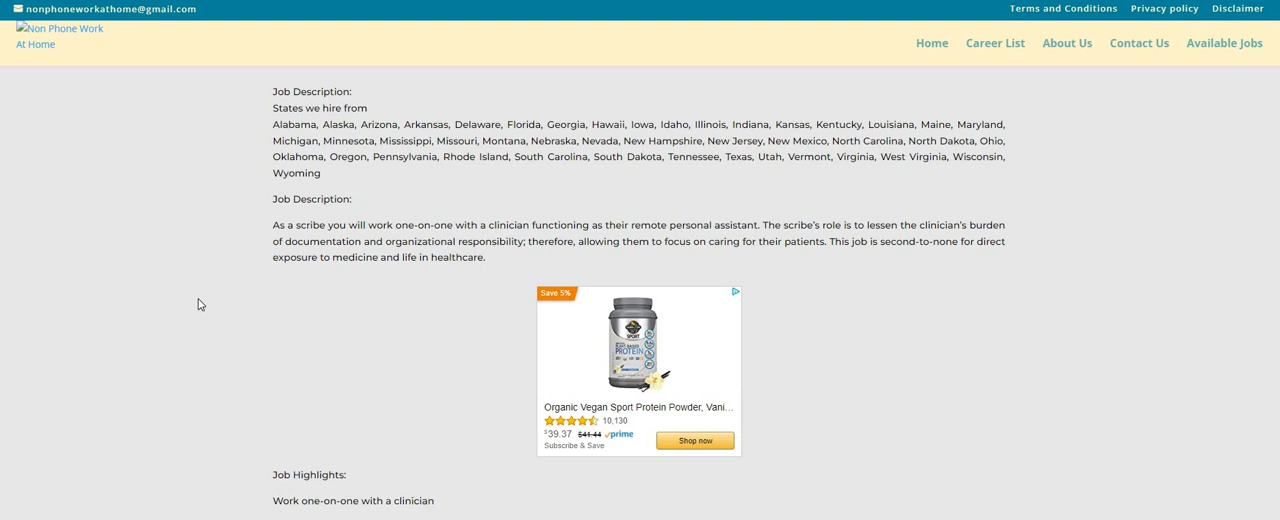 nonphoneworkathome@gmail.com
Terms and Conditions Privacy policy Disclaimer
Non Phone Work
At Home
Home Career List About Us Contact Us Available Jobs
Job Description:
States we hire from
Alabama, Alaska, Arizona, Arkansas, Delaware, Florida, Georgia, Hawaii, Iowa, Idaho, Illinois, Indiana, Kansas, Kentucky, Louisiana, Maine, Maryland,
Michigan, Minnesota, Mississippi, Missouri, Montana, Nebraska, Nevada, New Hampshire, New Jersey, New Mexico, North Carolina, North Dakota, Ohio,
Oklahoma, Oregon, Pennsylvania, Rhode Island, South Carolina, South Dakota, Tennessee, Texas, Utah, Vermont, Virginia, West Virginia, Wisconsin,
Wyoming
Job Description:
As a scribe you will work one-on-one with a clinician functioning as their remote personal assistant. The scribe’s role is to lessen the clinician’s burden
of documentation and organizational responsibility; therefore, allowing them to focus on caring for their patients. This job is second-to-none for direct
exposure to medicine and life in healthcare.
Save 5%
SPORT
PROTEIN
Organic Vegan Sport Protein Powder, Vani...
10,130
$39.37 $41.44 prime
Subscribe & Save
Shop now
Job Highlights:
Work one-on-one with a clinician